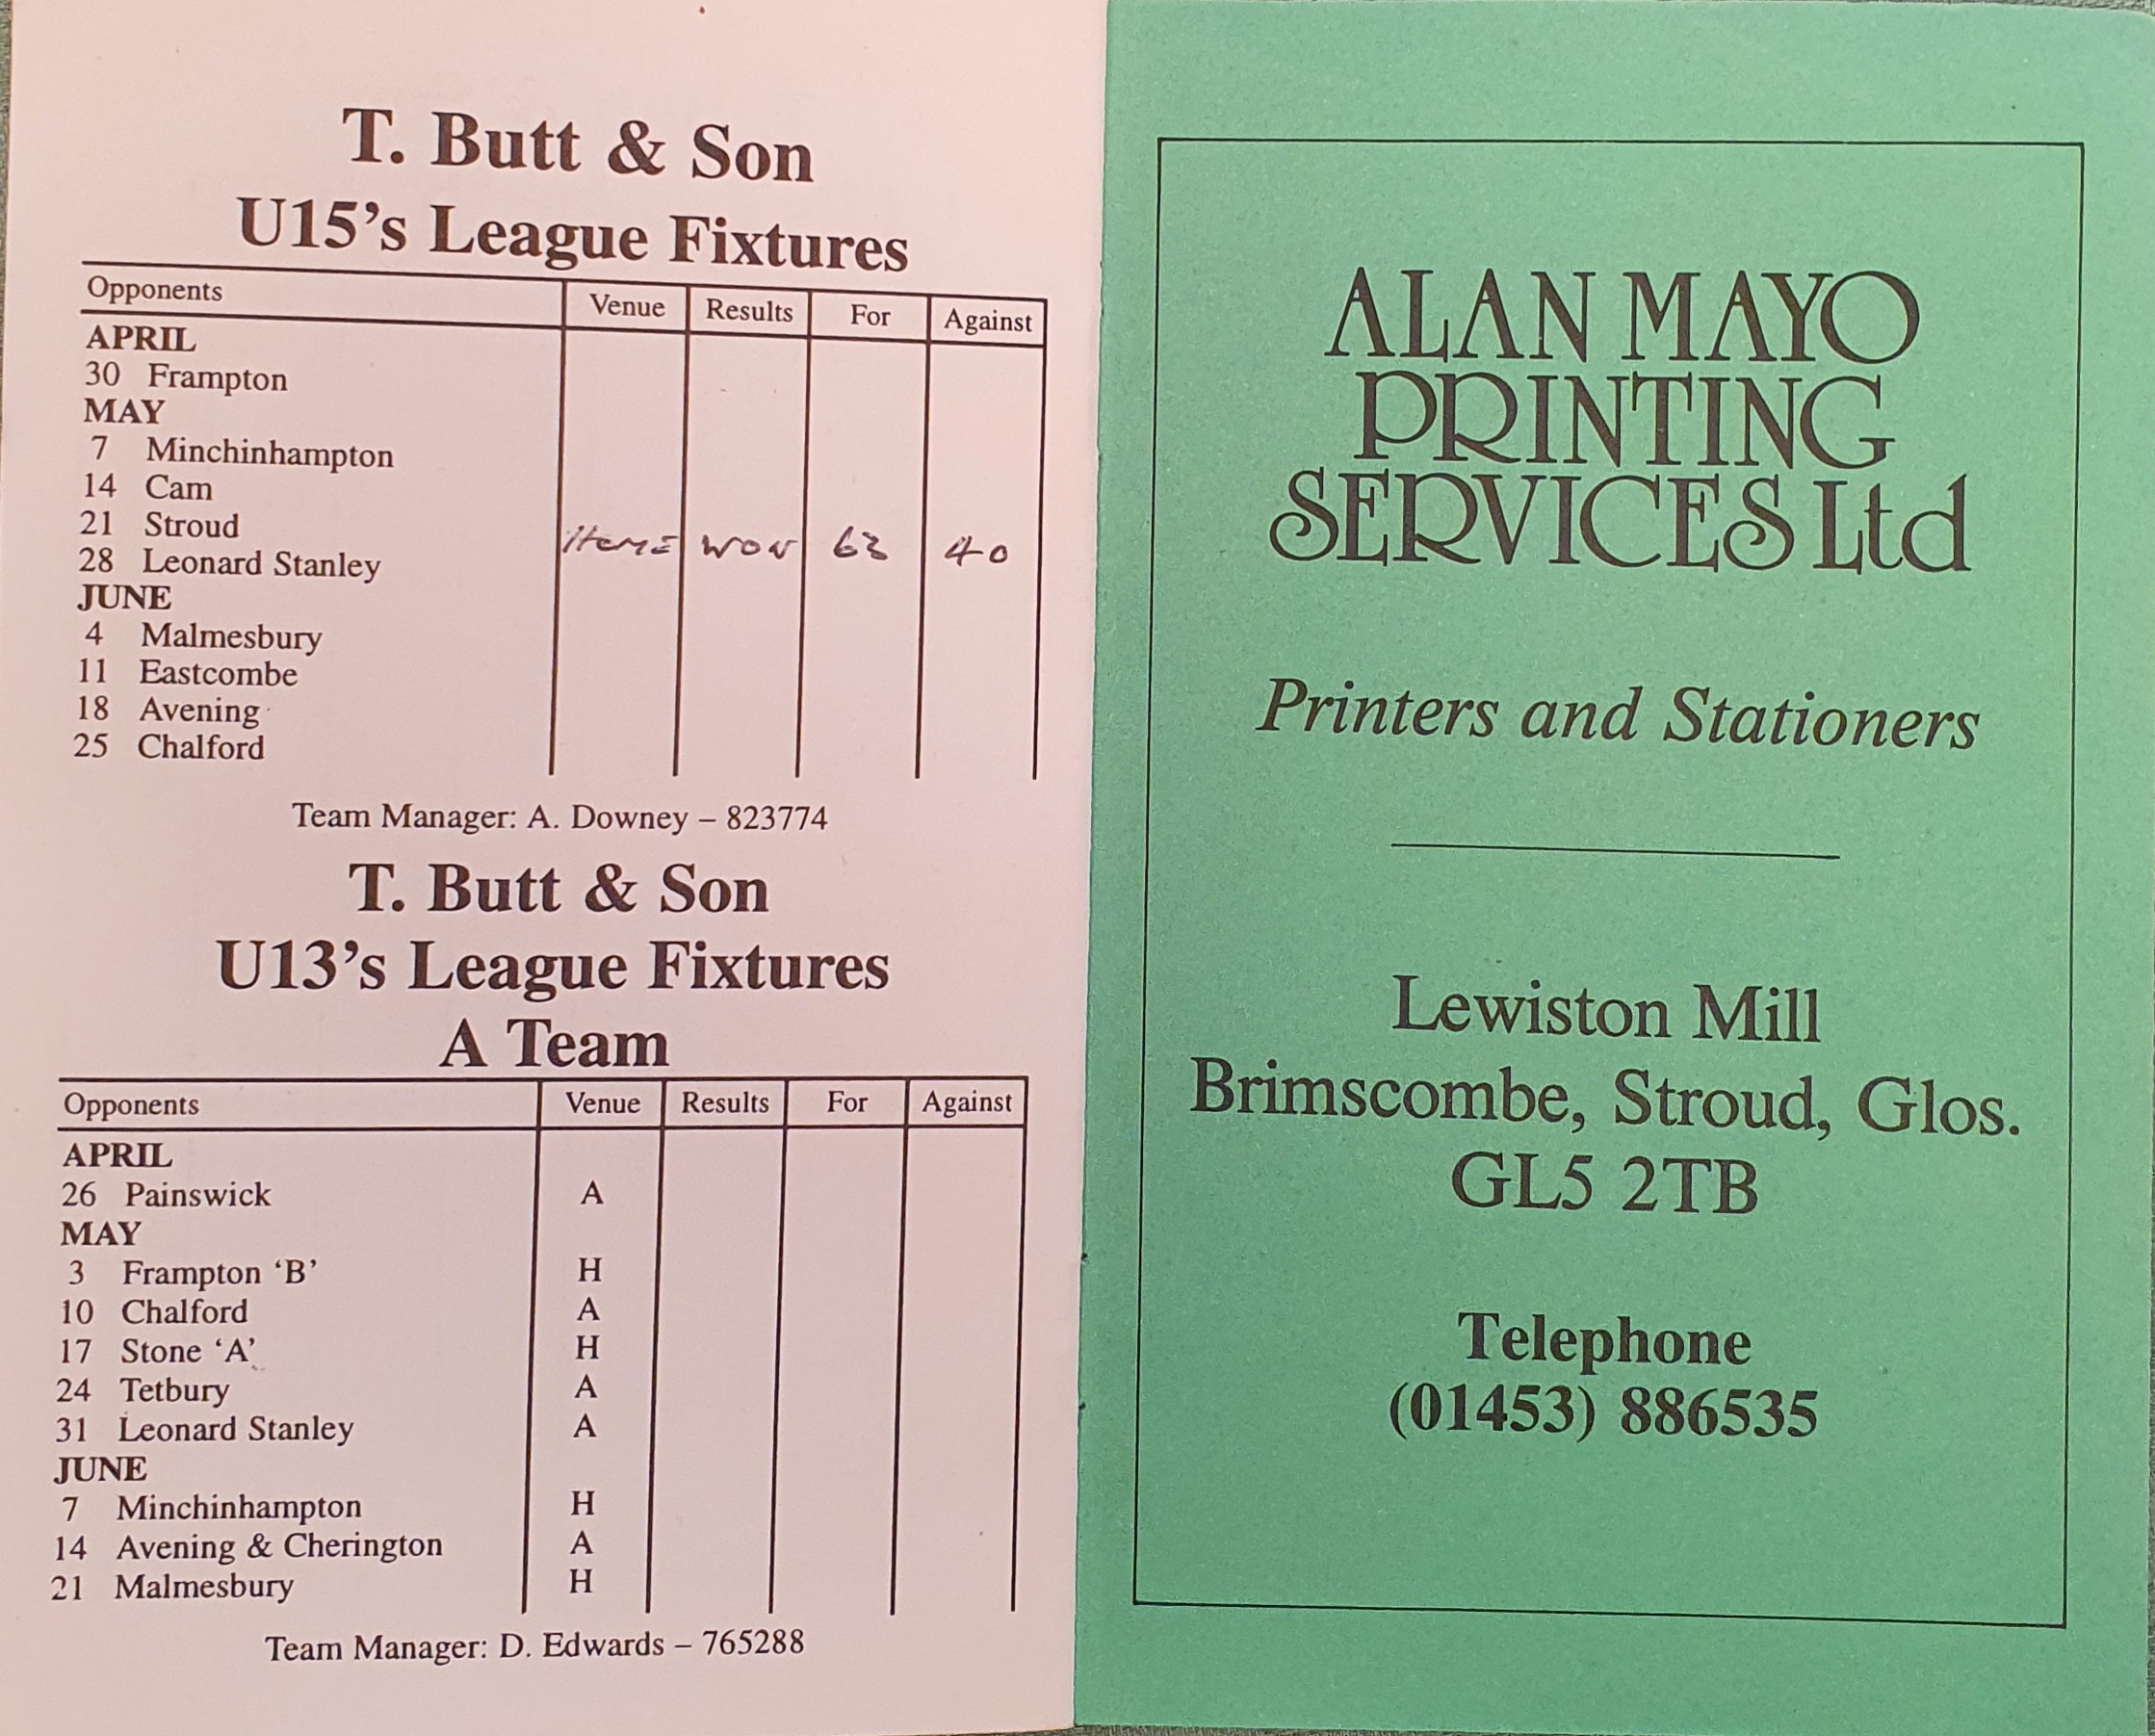 T. Butt & Son
U15's League Fixtures
Opponents Venue Results For Against
APRIL
30 Frampton
MAY
7 Minchinhampton
14 Cam
21 Stroud
28 Leonard Stanley Home Won 63 40
JUNE
4 Malmesbury
11 Eastcombe
18 Avening
25 Chalford
Team Manager: A. Downey – 823774
T. Butt & Son
U13's League Fixtures
A Team
Opponents Venue Results For Against
APRIL
26 Painswick A
MAY
3 Frampton ‘B’ H
10 Chalford A
17 Stone ‘A’ H
24 Tetbury A
31 Leonard Stanley A
JUNE
7 Minchinhampton H
14 Avening & Cherington A
21 Malmesbury H
Team Manager: D. Edwards – 765288
ALAN MAYO
PRINTING
SERVICES Ltd
Printers and Stationers
Lewiston Mill
Brimscombe, Stroud, Glos.
GL5 2TB
Telephone
(01453) 886535